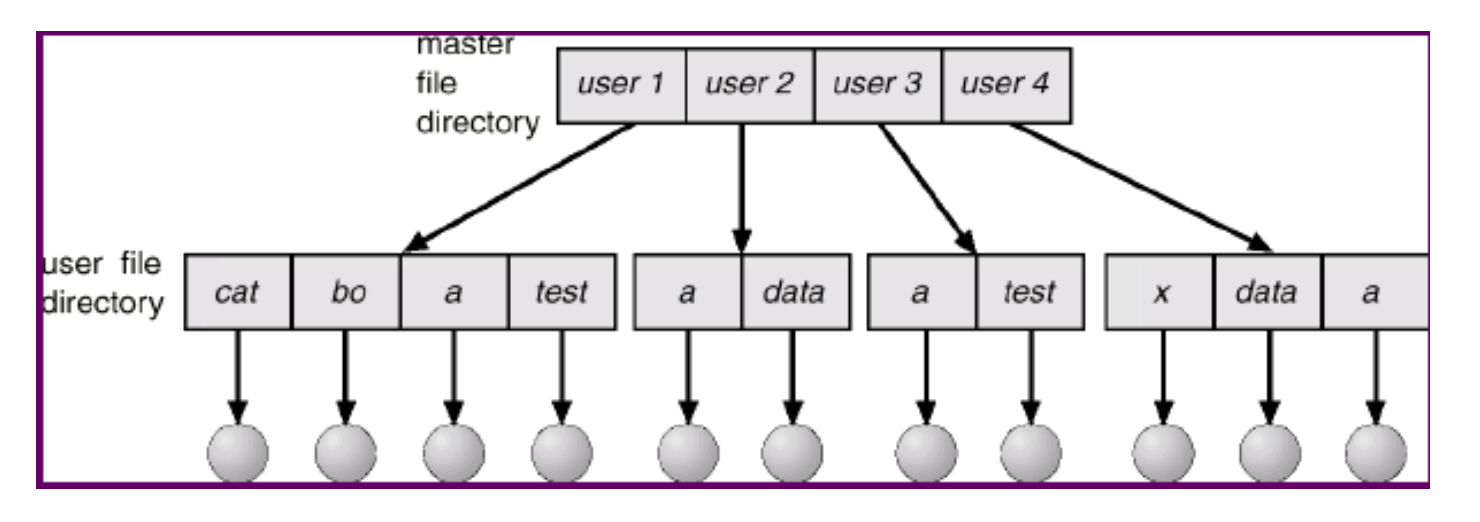 master
file
directory
user 1 user 2 user 3 user 4
user file
directory
cat bo a test a data a test x data a